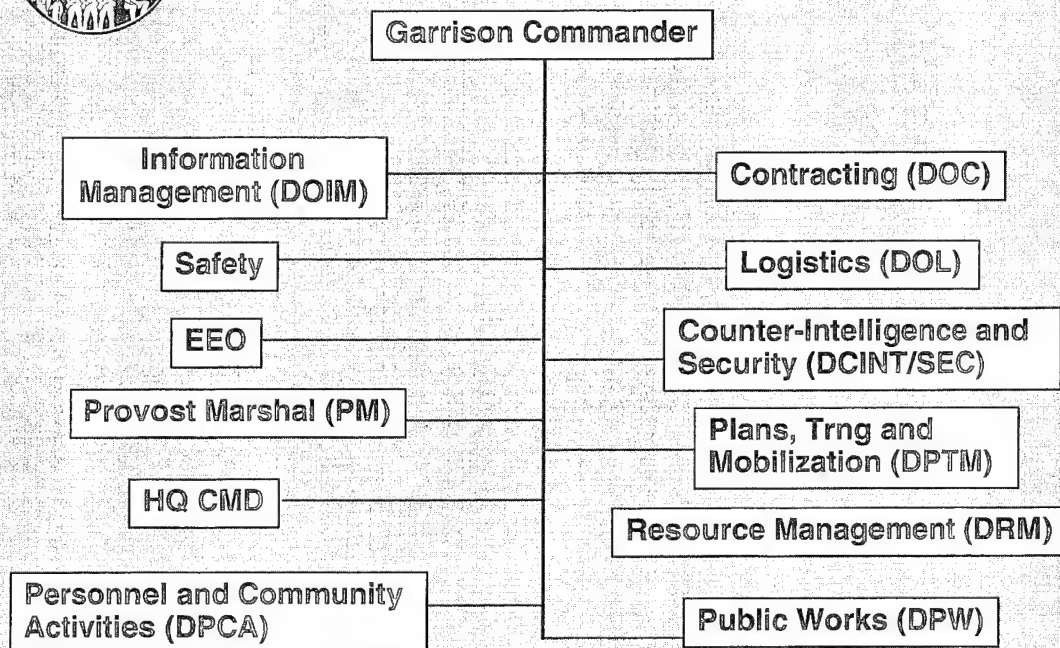 Garrison Commander
Information
Management (DOIM)
Contracting (DOC)
Safety
Logistics (DOL)
EEO
Counter-Intelligence and
Security (DCINT/SEC)
Provost Marshal (PM)
Plans, Trng and
Mobilization (DPTM)
HQ CMD
Resource Management (DRM)
Personnel and Community
Activities (DPCA)
Public Works (DPW)